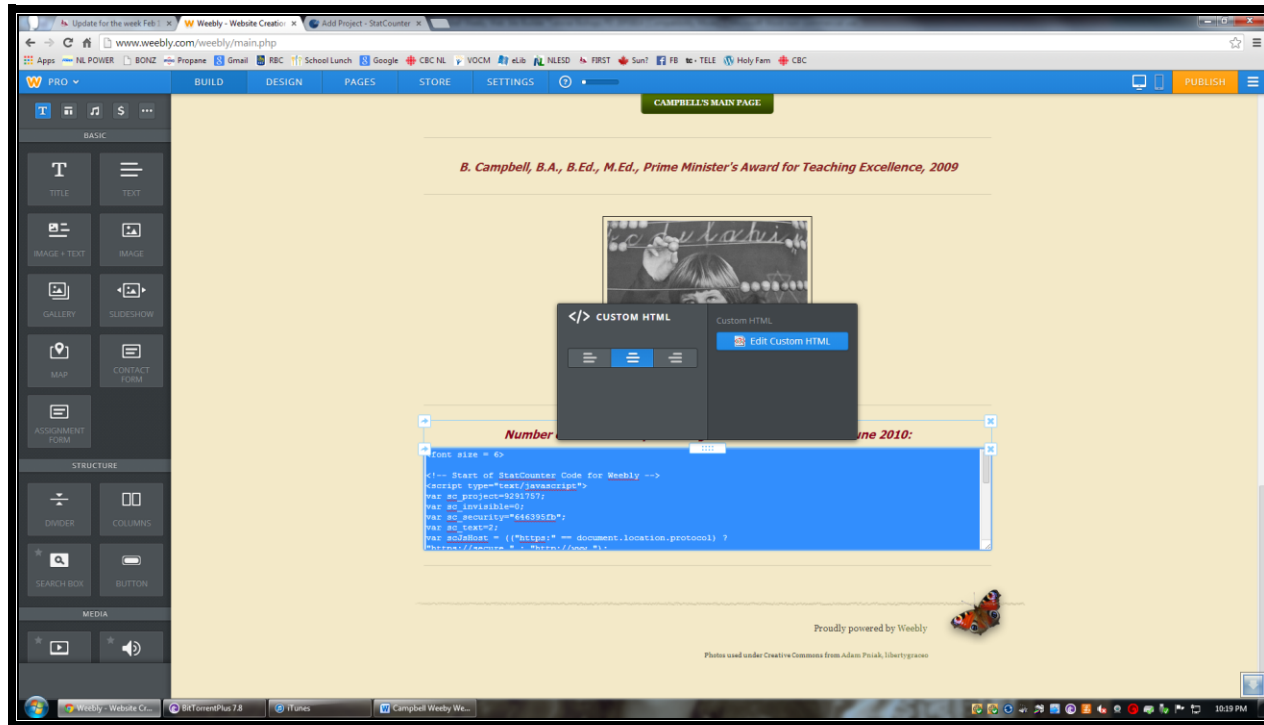 Update for the week Feb 1
Weebly - Website Creation
Add Project - StatCounter
www.weebly.com/weebly/main.php
Apps NL POWER BONZ Propane Gmail RBC School Lunch Google CBC NL VOCM eLib NLESD FIRST Sun? FB TELE Holy Fam CBC
PRO BUILD DESIGN PAGES STORE SETTINGS PUBLISH
BASIC
TITLE TEXT
IMAGE + TEXT IMAGE
GALLERY SLIDESHOW
MAP CONTACT FORM
ASSIGNMENT FORM
STRUCTURE
DIVIDER COLUMNS
SEARCH BOX BUTTON
MEDIA
CAMPBELL'S MAIN PAGE
B. Campbell, B.A., B.Ed., M.Ed., Prime Minister's Award for Teaching Excellence, 2009
</> CUSTOM HTML
Custom HTML
Edit Custom HTML
Number
une 2010:
<font size = 6>
<!-- Start of StatCounter Code for Weebly -->
<script type="text/javascript">
var sc_project=9291757;
var sc_invisible=0;
var sc_security="646395fb";
var sc_text=2;
var scJsHost = (("https:" == document.location.protocol) ?
"https://secure." : "http://www.");
Proudly powered by Weebly
Photos used under Creative Commons from Adam Pniak, libertygrace0
Weebly - Website Cr...
BitTorrentPlus 7.8
iTunes
Campbell Weeby We...
10:19 PM